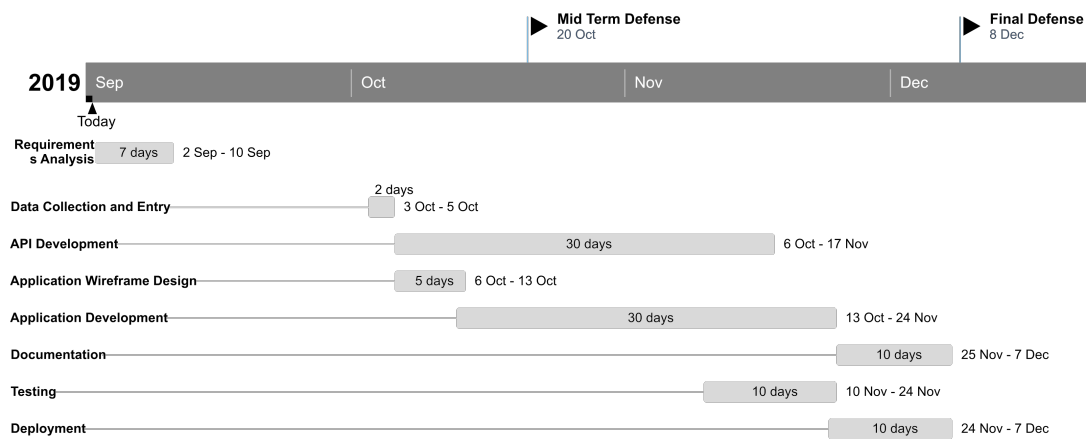 Mid Term Defense
20 Oct
Final Defense
8 Dec
2019
Sep
Oct
Nov
Dec
Today
Requirement
s Analysis
7 days
2 Sep - 10 Sep
2 days
Data Collection and Entry
3 Oct - 5 Oct
API Development
30 days
6 Oct - 17 Nov
Application Wireframe Design
5 days
6 Oct - 13 Oct
Application Development
30 days
13 Oct - 24 Nov
Documentation
10 days
25 Nov - 7 Dec
Testing
10 days
10 Nov - 24 Nov
Deployment
10 days
24 Nov - 7 Dec